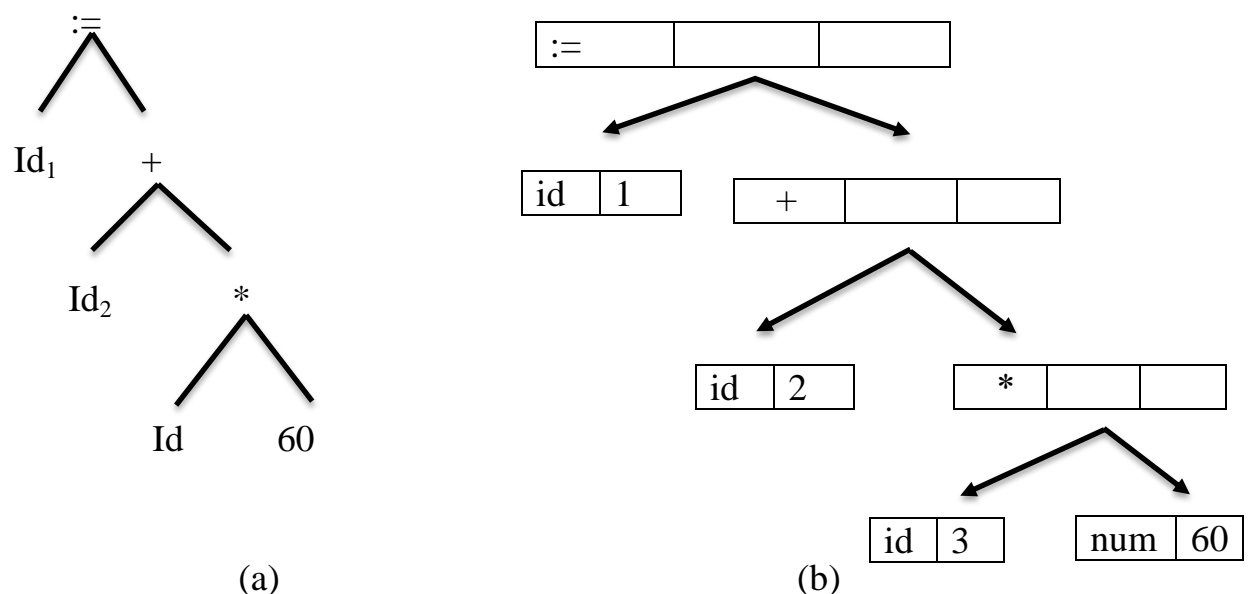 :=
Id₁ +
Id₂ *
Id 60
(a)
:=
id 1 +
id 2 *
id 3 num 60
(b)